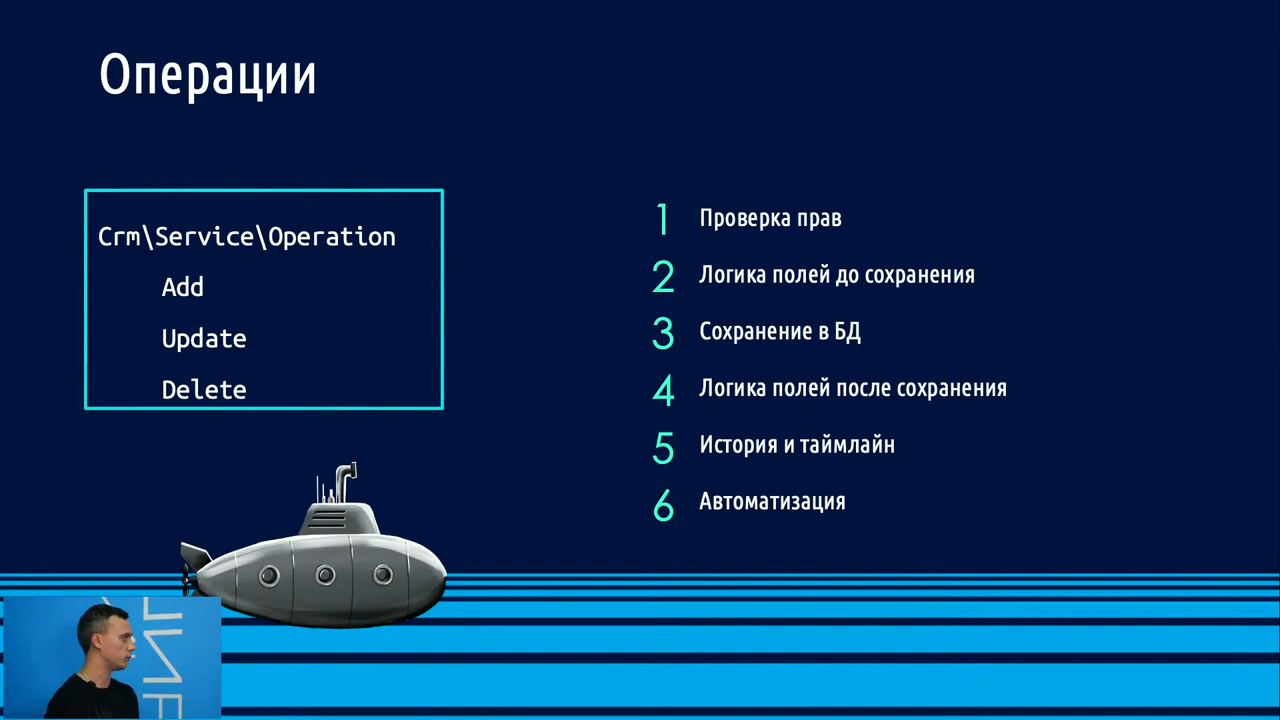 Операции
Crm\Service\Operation
Add
Update
Delete
1 Проверка прав
2 Логика полей до сохранения
3 Сохранение в БД
4 Логика полей после сохранения
5 История и таймлайн
6 Автоматизация